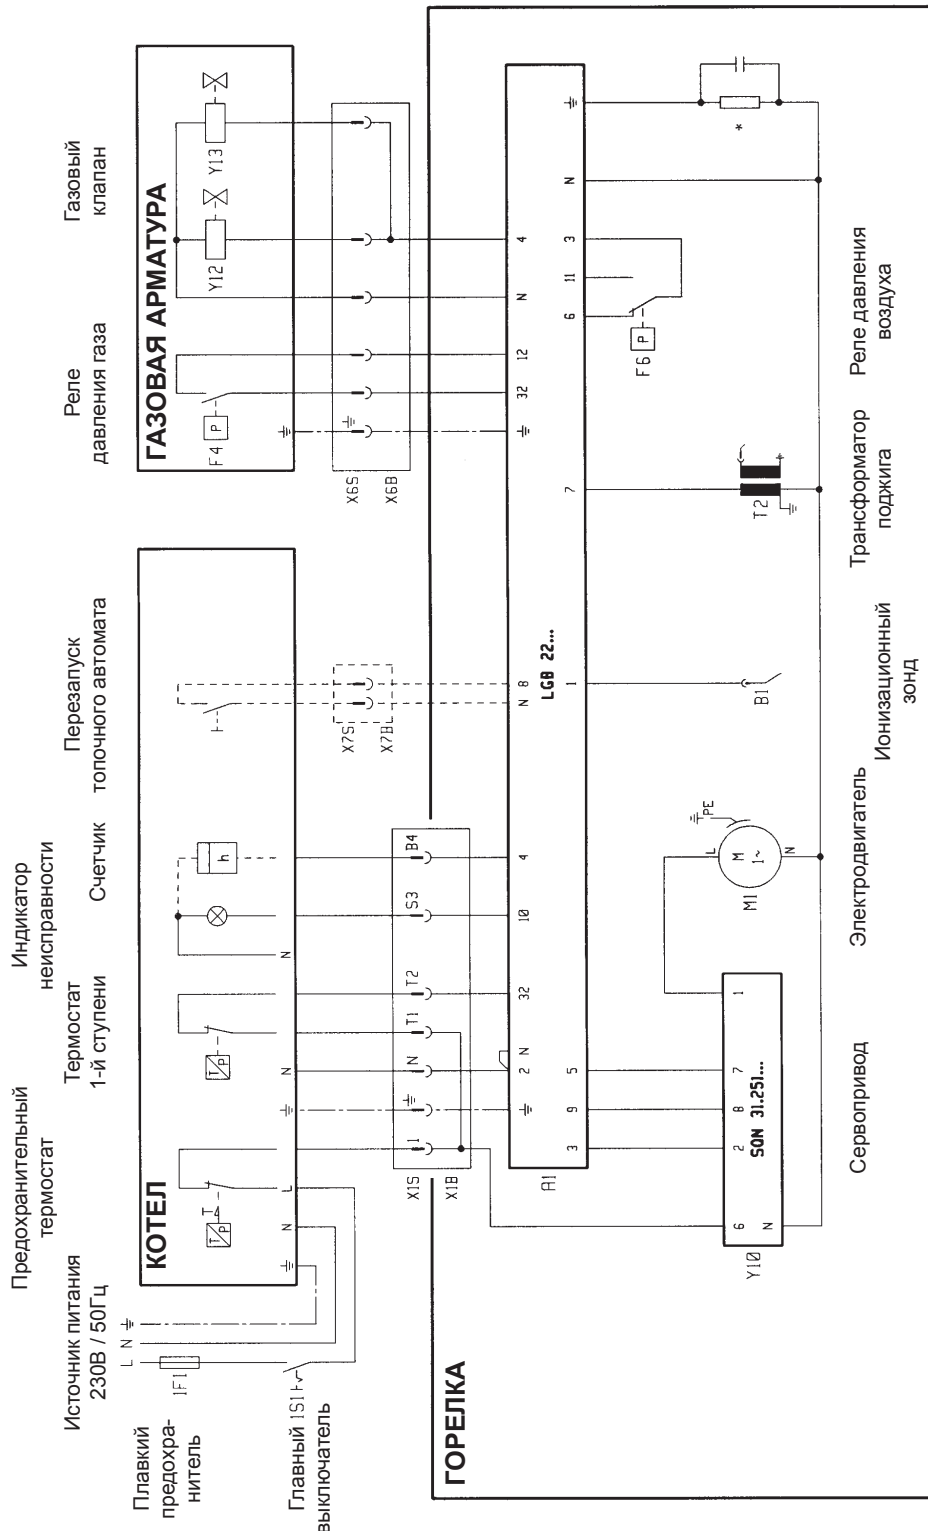 Источник питания
230В / 50Гц
Предохранительный
термостат
Термостат
1-й ступени
Индикатор
неисправности
Счетчик
Перезапуск
топочного автомата
Реле
давления газа
Газовый
клапан
Плавкий
предохра-
нитель
Главный
выключатель
L N
1F1
1S1
КОТЕЛ
T4
T/P
N
L
T/P
N
N
h
ГАЗОВАЯ АРМАТУРА
F4
P
Y12
Y13
X1S
X1B
1
N
T1
T2
S3
B4
X7S
X7B
X6S
X6B
ГОРЕЛКА
A1
2
N
32
10
4
N
8
32
12
N
4
LGB 22...
3
9
5
1
7
6
11
3
N
Y10
6
N
2
8
7
1
SQN 31.251...
M1
M
1~
L
N
PE
B1
T2
F6
P
*
Сервопривод
Электродвигатель
Ионизационный
зонд
Трансформатор
поджига
Реле давления
воздуха